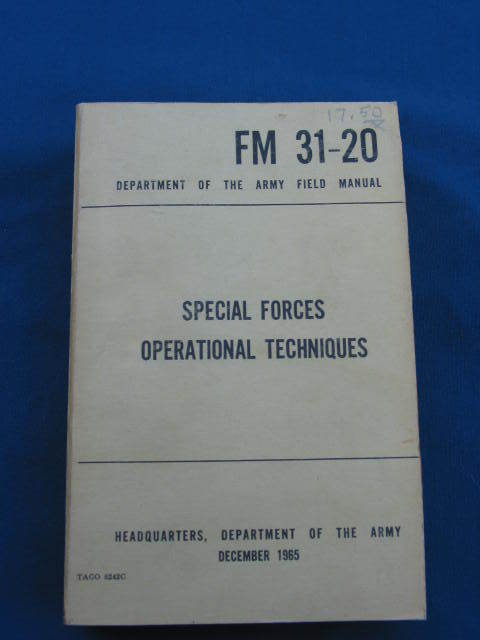 17.50
FM 31-20
DEPARTMENT OF THE ARMY FIELD MANUAL
SPECIAL FORCES
OPERATIONAL TECHNIQUES
HEADQUARTERS, DEPARTMENT OF THE ARMY
DECEMBER 1965
TAGO 6242C